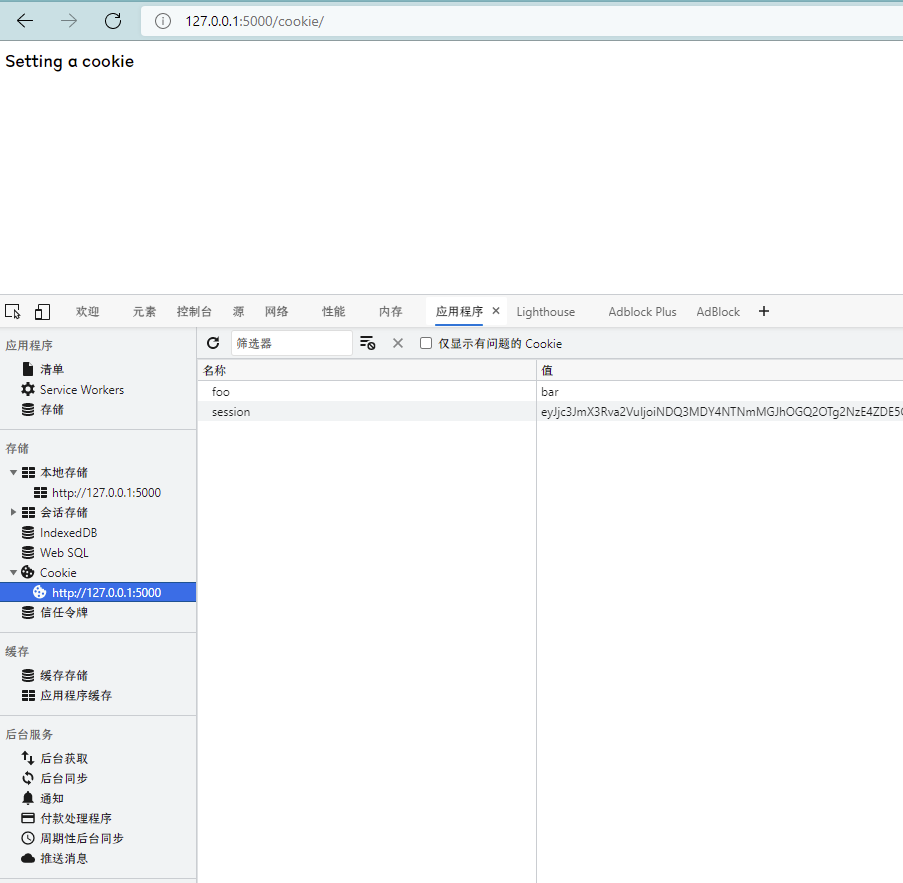 127.0.0.1:5000/cookie/
Setting a cookie
欢迎 元素 控制台 源 网络 性能 内存 应用程序 Lighthouse Adblock Plus AdBlock
应用程序
清单
Service Workers
存储
存储
本地存储
http://127.0.0.1:5000
会话存储
IndexedDB
Web SQL
Cookie
http://127.0.0.1:5000
信任令牌
缓存
缓存存储
应用程序缓存
后台服务
后台获取
后台同步
通知
付款处理程序
周期性后台同步
推送消息
筛选器 仅显示有问题的 Cookie
名称 值
foo bar
session